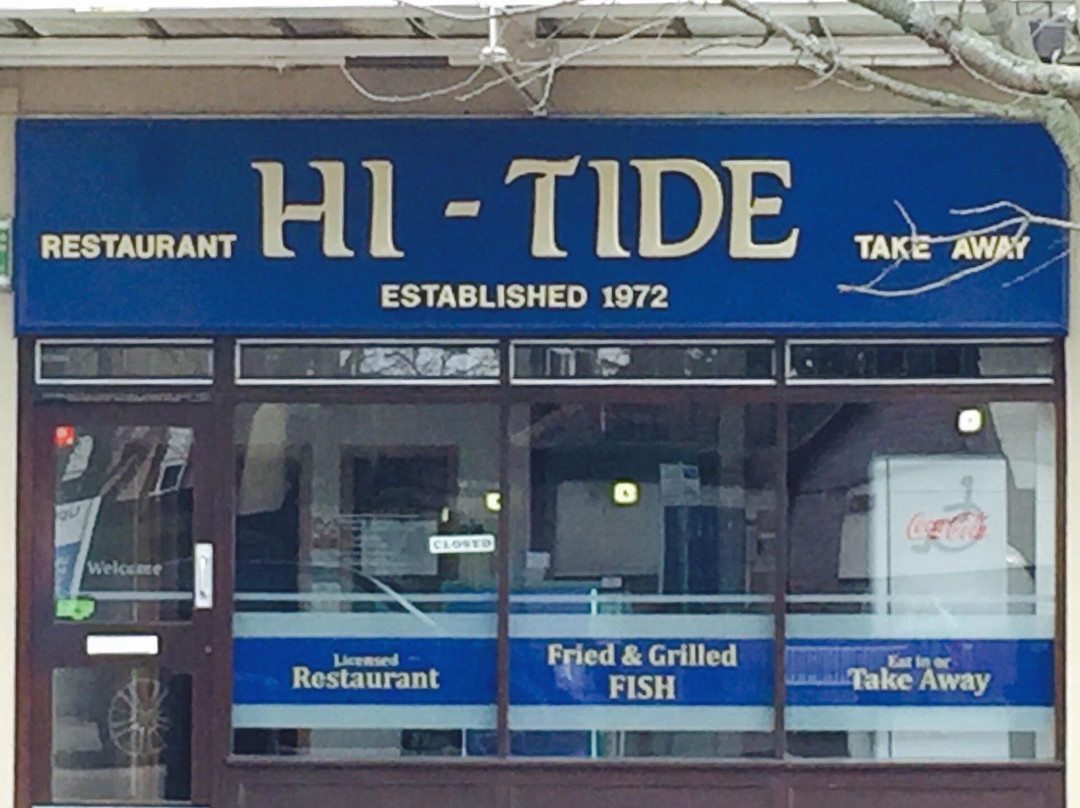 HI - TIDE
RESTAURANT
TAKE AWAY
ESTABLISHED 1972
CLOSED
Coca-Cola
Welcome
Licensed
Restaurant
Fried & Grilled
FISH
Eat in or
Take Away